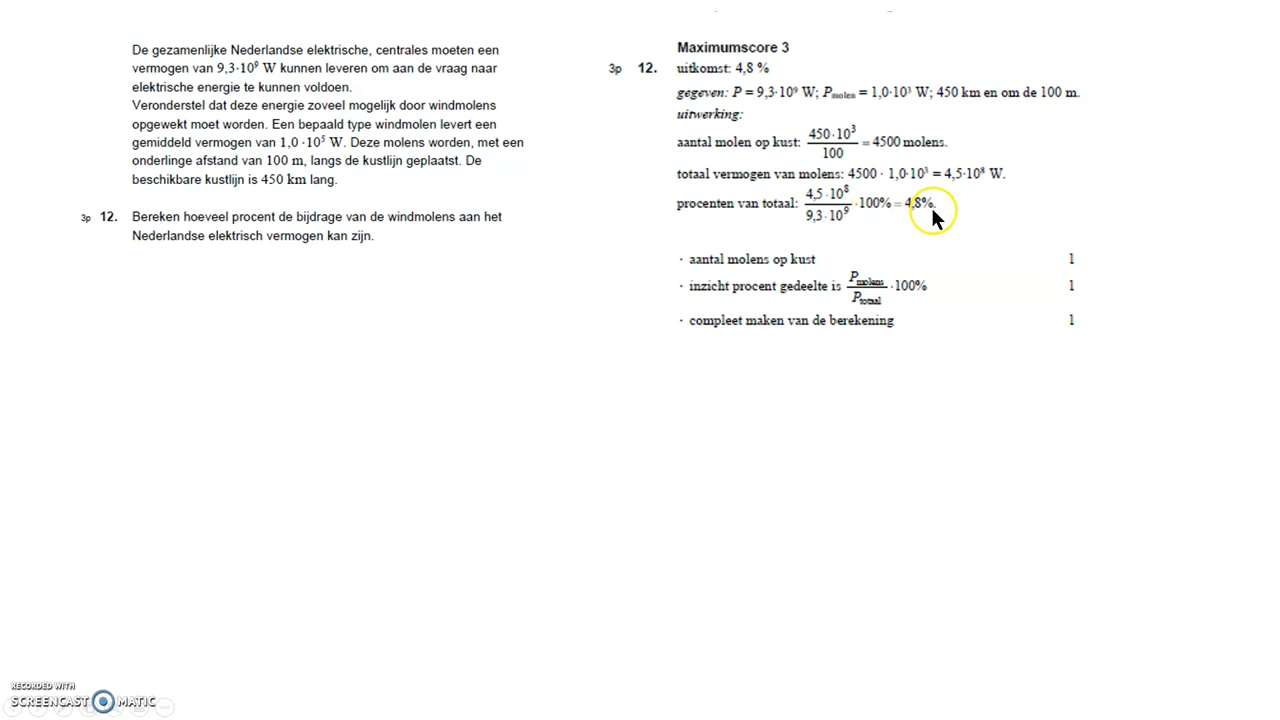 De gezamenlijke Nederlandse elektrische, centrales moeten een
vermogen van 9,3·10⁹ W kunnen leveren om aan de vraag naar
elektrische energie te kunnen voldoen.
Veronderstel dat deze energie zoveel mogelijk door windmolens
opgewekt moet worden. Een bepaald type windmolen levert een
gemiddeld vermogen van 1,0 ·10⁵ W. Deze molens worden, met een
onderlinge afstand van 100 m, langs de kustlijn geplaatst. De
beschikbare kustlijn is 450 km lang.
3p 12. Bereken hoeveel procent de bijdrage van de windmolens aan het
Nederlandse elektrisch vermogen kan zijn.
Maximumscore 3
3p 12. uitkomst: 4,8 %
gegeven: P = 9,3·10⁹ W; Pmolen = 1,0·10³ W; 450 km en om de 100 m.
uitwerking:
aantal molen op kust: 450·10³ / 100 = 4500 molens.
totaal vermogen van molens: 4500 · 1,0·10³ = 4,5·10⁸ W.
procenten van totaal: 4,5·10⁸ / 9,3·10⁹ ·100% = 4,8%.
· aantal molens op kust 1
· inzicht procent gedeelte is Pmolens / Ptotaal ·100% 1
· compleet maken van de berekening 1
RECORDED WITH
SCREENCAST MATIC